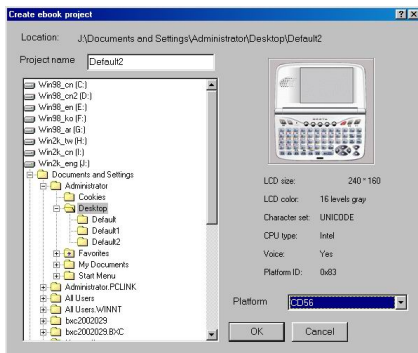 Create ebook project
Location: J:\Documents and Settings\Administrator\Desktop\Default2
Project name Default2
Win98_cn (C:)
Win98_cn2 (D:)
Win98_en (E:)
Win98_ko (F:)
Win98_ar (G:)
Win2k_tw (H:)
Win2k_cn (I:)
Win2k_eng (J:)
Documents and Settings
Administrator
Cookies
Desktop
Default
Default1
Default2
Favorites
My Documents
Start Menu
Administrator.PCLINK
All Users
All Users.WINNT
bxc2002029
bxc2002029.BXC
LCD size: 240 * 160
LCD color: 16 levels gray
Character set: UNICODE
CPU type: Intel
Voice: Yes
Platform ID: 0x83
Platform CD56
OK Cancel